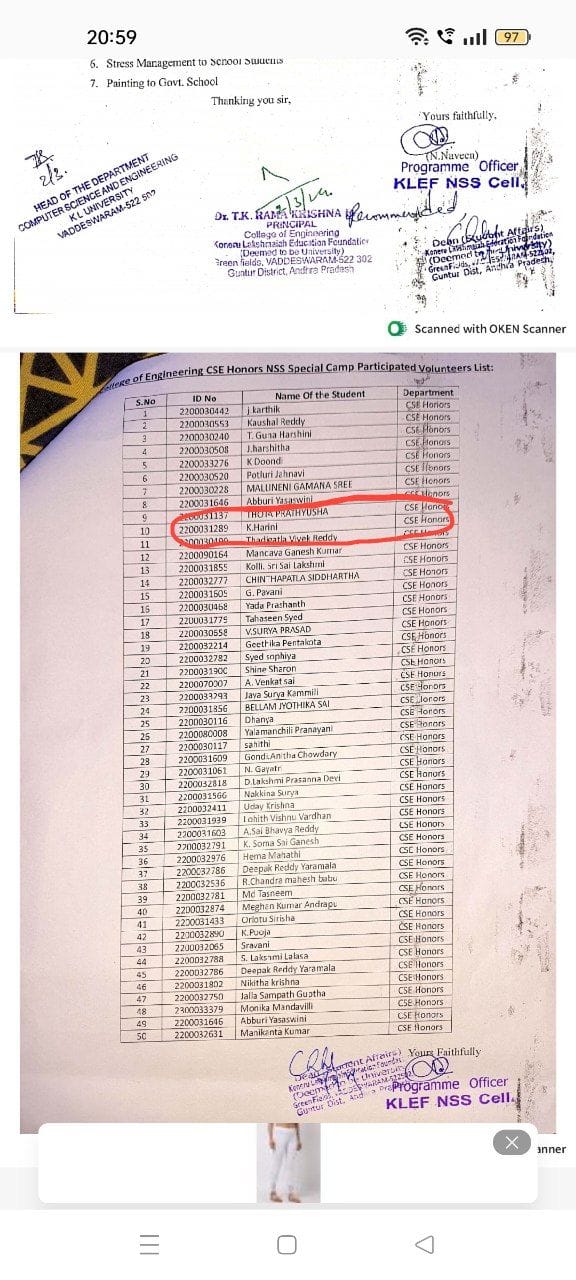 20:59
97
6. Stress Management to School Students
7. Painting to Govt. School
Thanking you sir,
Yours faithfully,
(N.Naveen)
Programme Officer
KLEF NSS Cell,
HEAD OF THE DEPARTMENT
COMPUTER SCIENCE AND ENGINEERING
K L UNIVERSITY
VADDESWARAM-522 502
Recommended
Dr. T.K. RAMA KRISHNA
PRINCIPAL
College of Engineering
Koneru Lakshmaiah Education Foundation
(Deemed to be University)
Green fields, VADDESWARAM-522 302
Guntur District, Andhra Pradesh
Dean (Student Affairs)
Koneru Lakshmaiah Education Foundation
(Deemed to be University)
Green Fields,
Guntur Dist, Andhra Pradesh,
Scanned with OKEN Scanner
College of Engineering CSE Honors NSS Special Camp Participated Volunteers List:
S.No ID No Name Of the Student Department
1 2200030442 j karthik CSE Honors
2 2200030553 Kaushal Reddy CSE Honors
3 2200030240 T. Guna Harshini CSE Honors
4 2200030508 J.harshitha CSE Honors
5 2200033276 K Doondi CSE Honors
6 2200030520 Potluri Jahnavi CSE Honors
7 2200030228 MALLINENI GAMANA SREE CSE Honors
8 2200031646 Abburi Yasaswini CSE Honors
9 2200031137 THOTA PRATHYUSHA CSE Honors
10 2200031289 K.Harini CSE Honors
11 Vivek Reddy CSE Honors
12 2200090164 Mancava Ganesh Kumar CSE Honors
13 2200031855 Kolli. Sri Sai Lakshmi CSE Honors
14 2200032777 CHINTHAPATLA SIDDHARTHA CSE Honors
15 2200031605 G. Pavani CSE Honors
16 2200030468 Yada Prashanth CSE Honors
17 2200031775 Tahaseen Syed CSE Honors
18 2200030558 V.SURYA PRASAD CSE Honors
19 2200032214 Geethika Pentakota CSE Honors
20 2200032782 Syed sophiya CSE Honors
21 220003190C Shine Sharon CSE Honors
22 2200070007 A. Venkat sai CSE Honors
23 2200033293 Jaya Surya Kammili CSE Honors
24 2200031356 BELLAM JYOTHIKA SAI CSE Honors
25 2200030116 Dhanya CSE Honors
26 2200080008 Yalamanchili Pranayani CSE Honors
27 2200030117 sahithi CSE Honors
28 2200031609 Gondi.Anitha Chowdary CSE Honors
29 2200031061 N. Gayatri CSE Honors
30 2200032818 D.Lakshmi Prasanna Devi CSE Honors
31 2200031566 Nakkina Surya CSE Honors
32 2200032411 Uday Krishna CSE Honors
33 2200031939 Lohith Vishnu Vardhan CSE Honors
34 2200031603 A.Sai Bhavya Reddy CSE Honors
35 2200032791 K. Soma Sai Ganesh CSE Honors
36 2200032976 Hema Mahathi CSE Honors
37 2200032786 Deepak Reddy Yaramala CSE Honors
38 2200032536 R.Chandra mahesh babu CSE Honors
39 2200032781 Md Tasneem CSE Honors
40 2200032874 Meghan Kumar Andrapu CSE Honors
41 2200031433 Orlotu Sirisha CSE Honors
42 2200032890 K.Pooja CSE Honors
43 2200032065 Sravani CSE Honors
44 2200032788 S. Laksnmi Lalasa CSE Honors
45 2200032786 Deepak Reddy Yaramala CSE Honors
46 2200031802 Nikitha krishna CSE Honors
47 2200032750 Jalla Sampath Guptha CSE Honors
48 2300033379 Monika Mandavilli CSE Honors
49 2200031646 Abburi Yasaswini CSE Honors
50 2200032631 Manikanta Kumar CSE Honors
Yours Faithfully
Programme Officer
KLEF NSS Cell.
anner